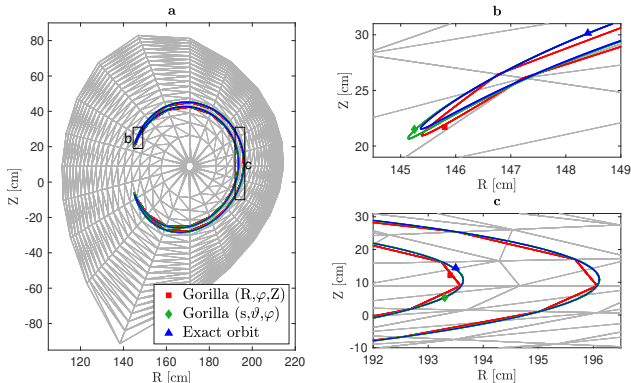 a
80
60
40
20
0
-20
-40
-60
-80
Z [cm]
b
c
Gorilla (R,φ,Z)
Gorilla (s,ϑ,φ)
Exact orbit
120 140 160 180 200 220
R [cm]
b
30
25
20
Z [cm]
145 146 147 148 149
R [cm]
c
30
20
10
0
-10
Z [cm]
192 193 194 195 196
R [cm]